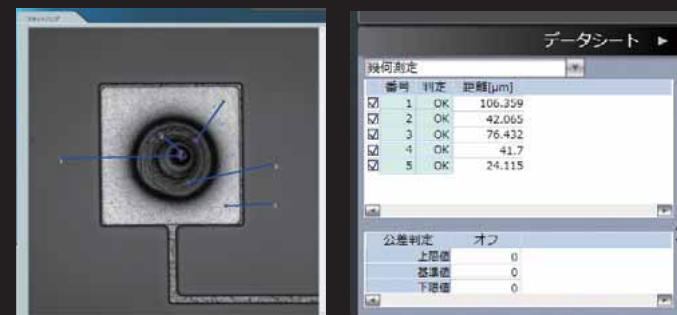 データシート ▶
幾何測定
番号 判定 距離[µm]
1 OK 106.359
2 OK 42.065
3 OK 76.432
4 OK 41.7
5 OK 24.115
公差判定 オフ
上限値 0
基準値 0
下限値 0